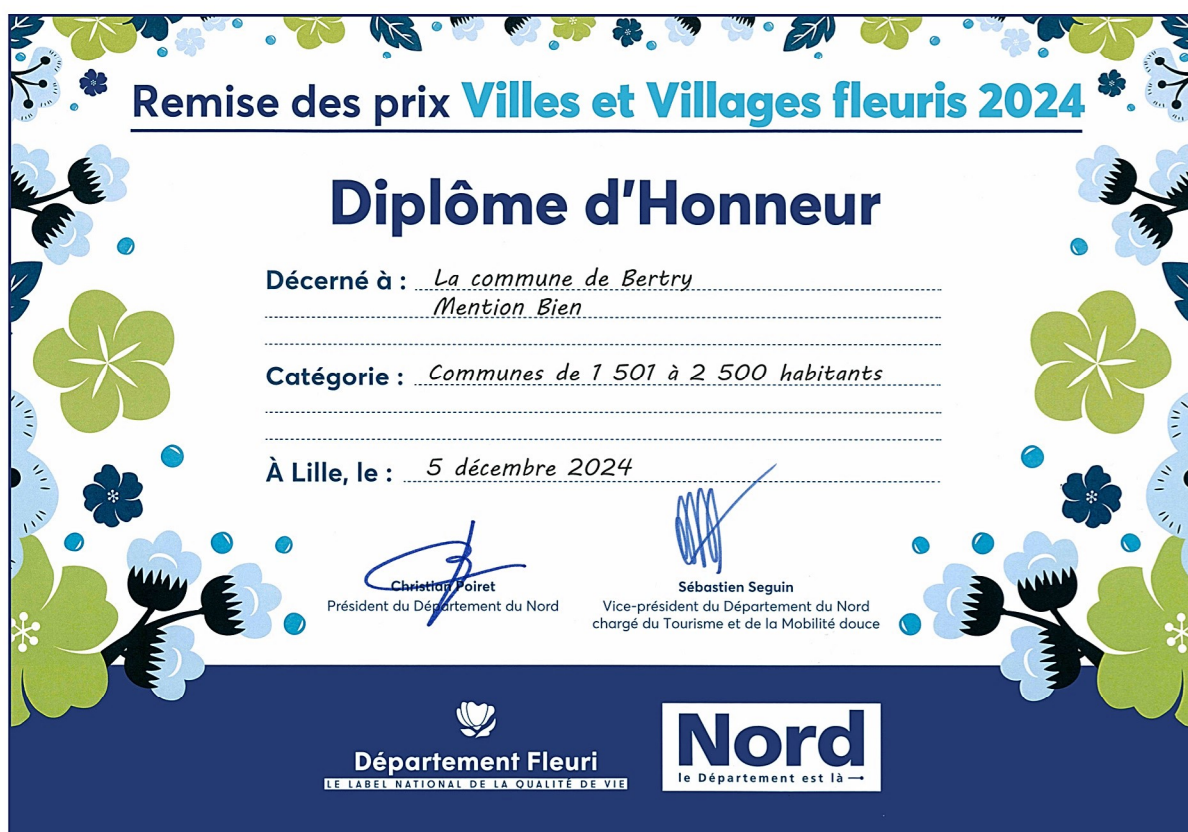 Remise des prix Villes et Villages fleuris 2024
Diplôme d'Honneur
Décerné à : La commune de Bertry
Mention Bien
Catégorie : Communes de 1 501 à 2 500 habitants
À Lille, le : 5 décembre 2024
Christian Poiret
Président du Département du Nord
Sébastien Seguin
Vice-président du Département du Nord
chargé du Tourisme et de la Mobilité douce
Département Fleuri
LE LABEL NATIONAL DE LA QUALITÉ DE VIE
Nord
le Département est là